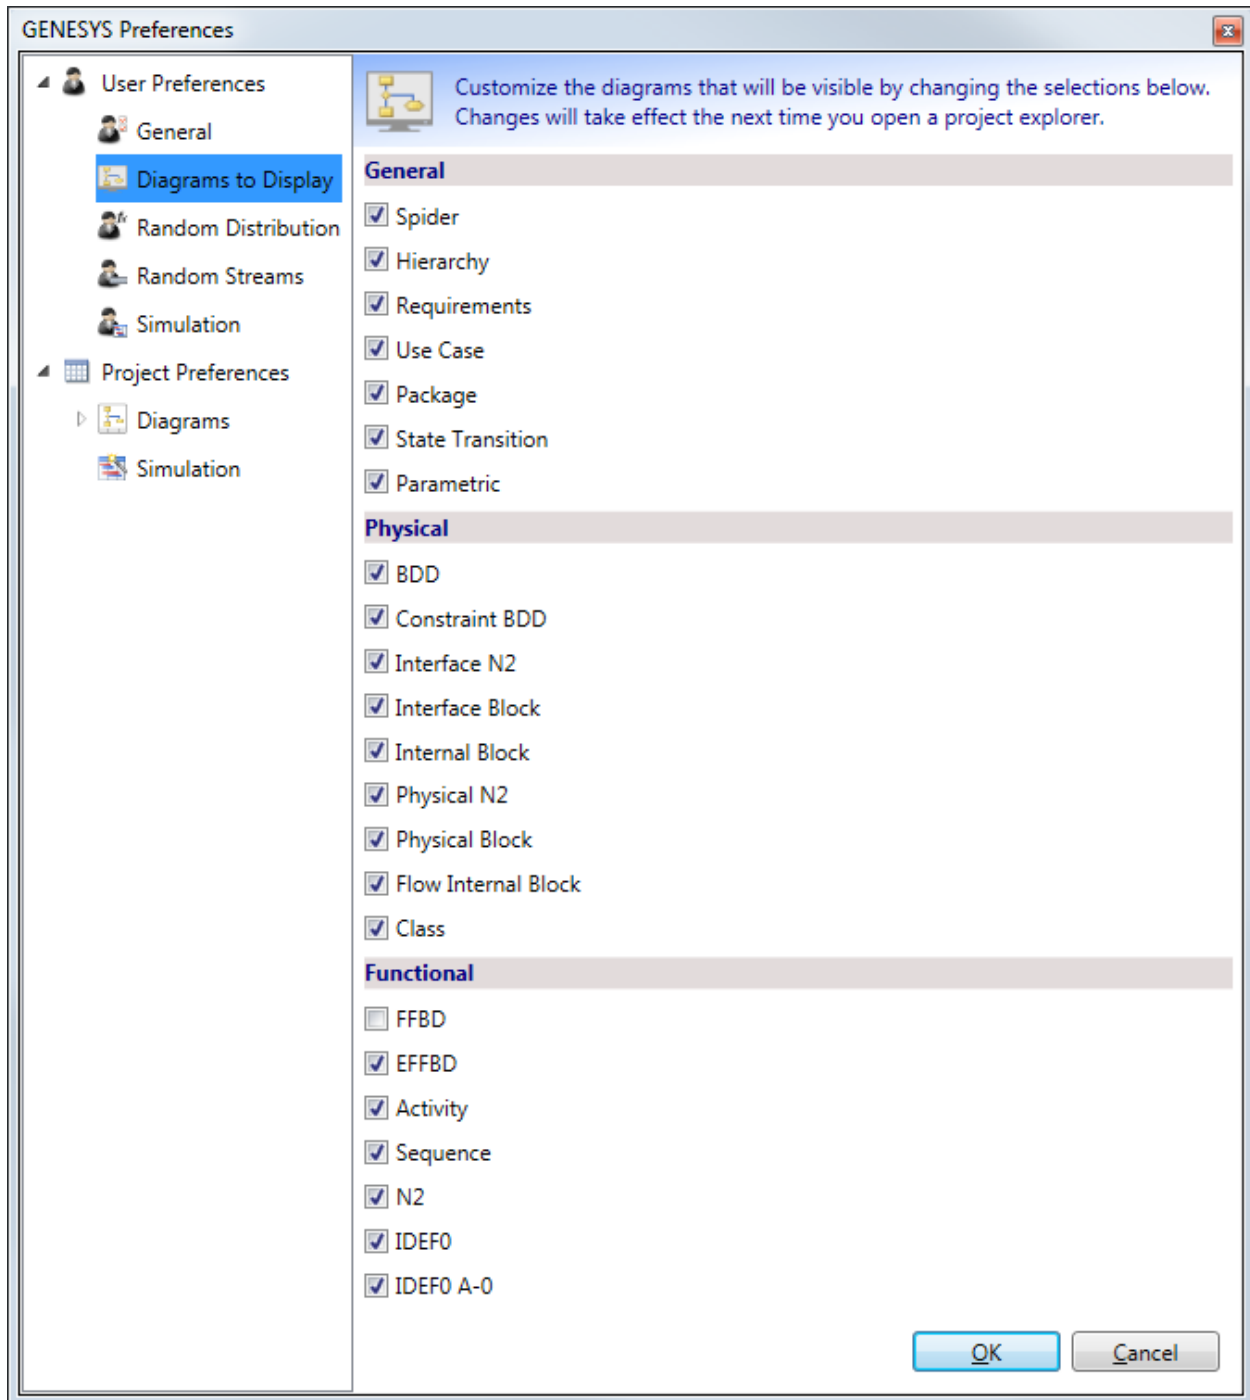 GENESYS Preferences
User Preferences
General
Diagrams to Display
Random Distribution
Random Streams
Simulation
Project Preferences
Diagrams
Simulation
Customize the diagrams that will be visible by changing the selections below.
Changes will take effect the next time you open a project explorer.
General
Spider
Hierarchy
Requirements
Use Case
Package
State Transition
Parametric
Physical
BDD
Constraint BDD
Interface N2
Interface Block
Internal Block
Physical N2
Physical Block
Flow Internal Block
Class
Functional
FFBD
EFFBD
Activity
Sequence
N2
IDEF0
IDEF0 A-0
OK
Cancel